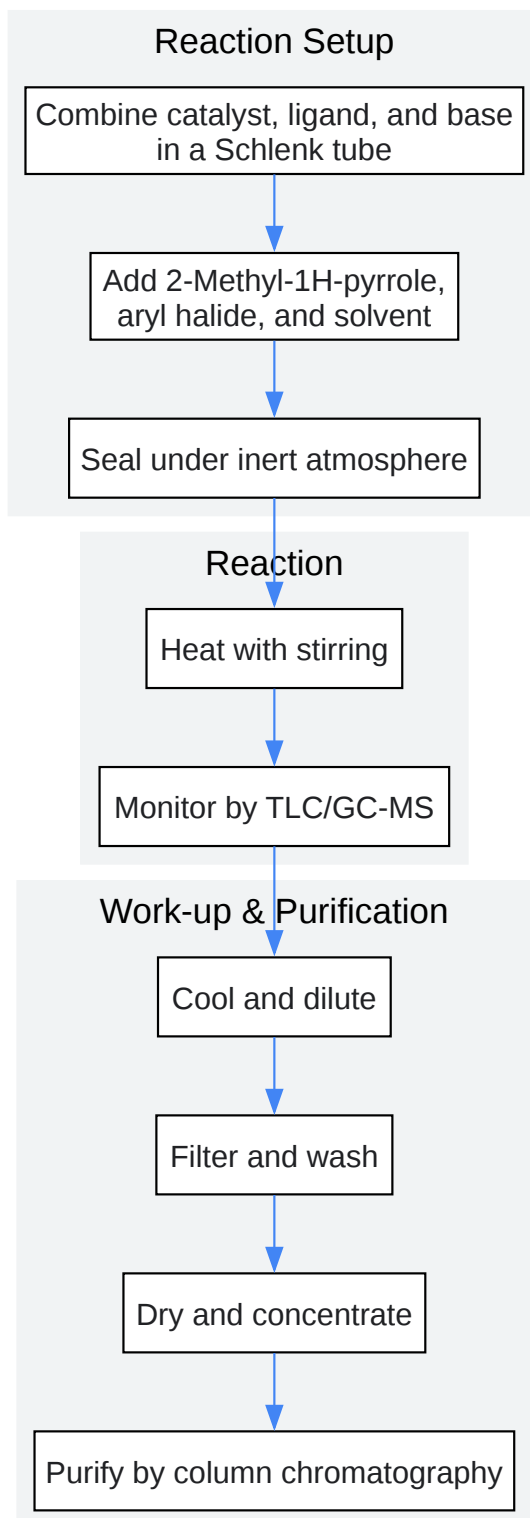 Reaction Setup
Combine catalyst, ligand, and base
in a Schlenk tube
Add 2-Methyl-1H-pyrrole,
aryl halide, and solvent
Seal under inert atmosphere
Reaction
Heat with stirring
Monitor by TLC/GC-MS
Work-up & Purification
Cool and dilute
Filter and wash
Dry and concentrate
Purify by column chromatography